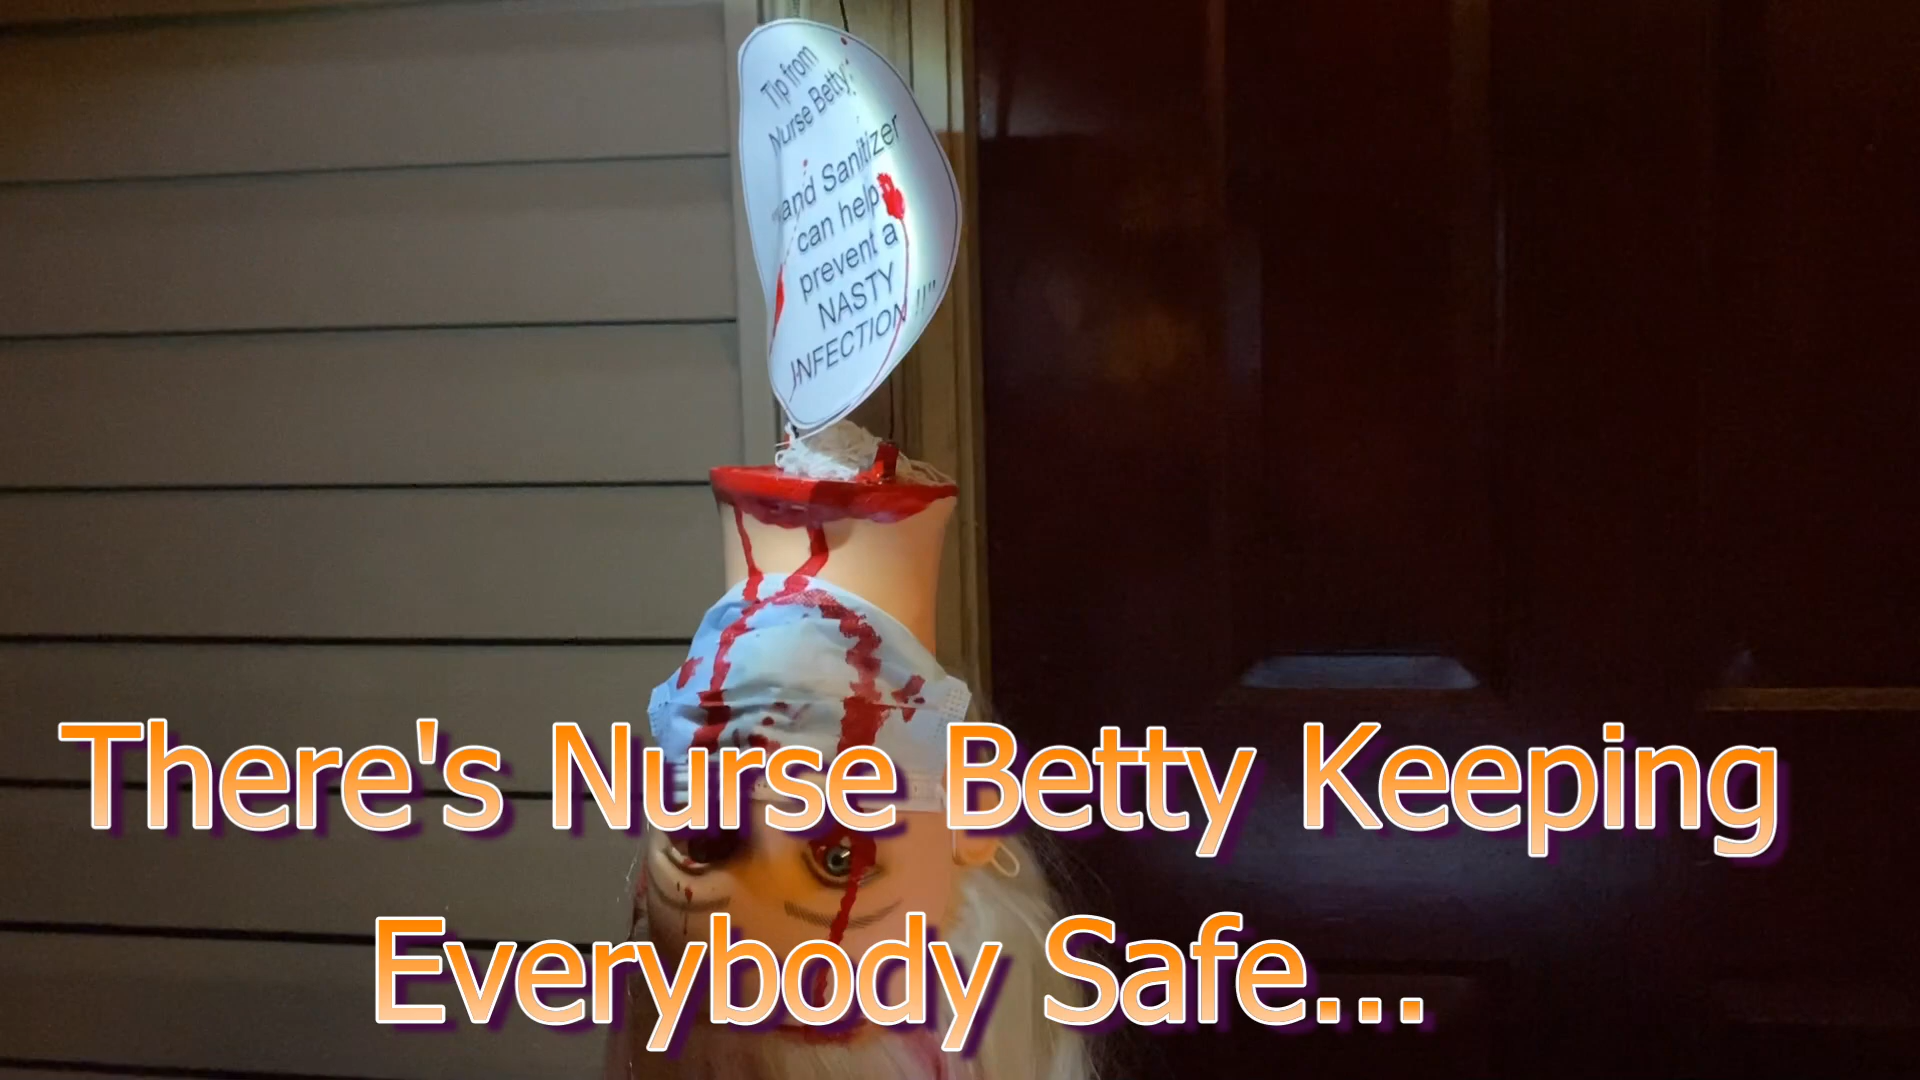 Tip from
Nurse Betty:
and Sanitizer
can help
prevent a
NASTY
INFECTION !!"
There's Nurse Betty Keeping
Everybody Safe...